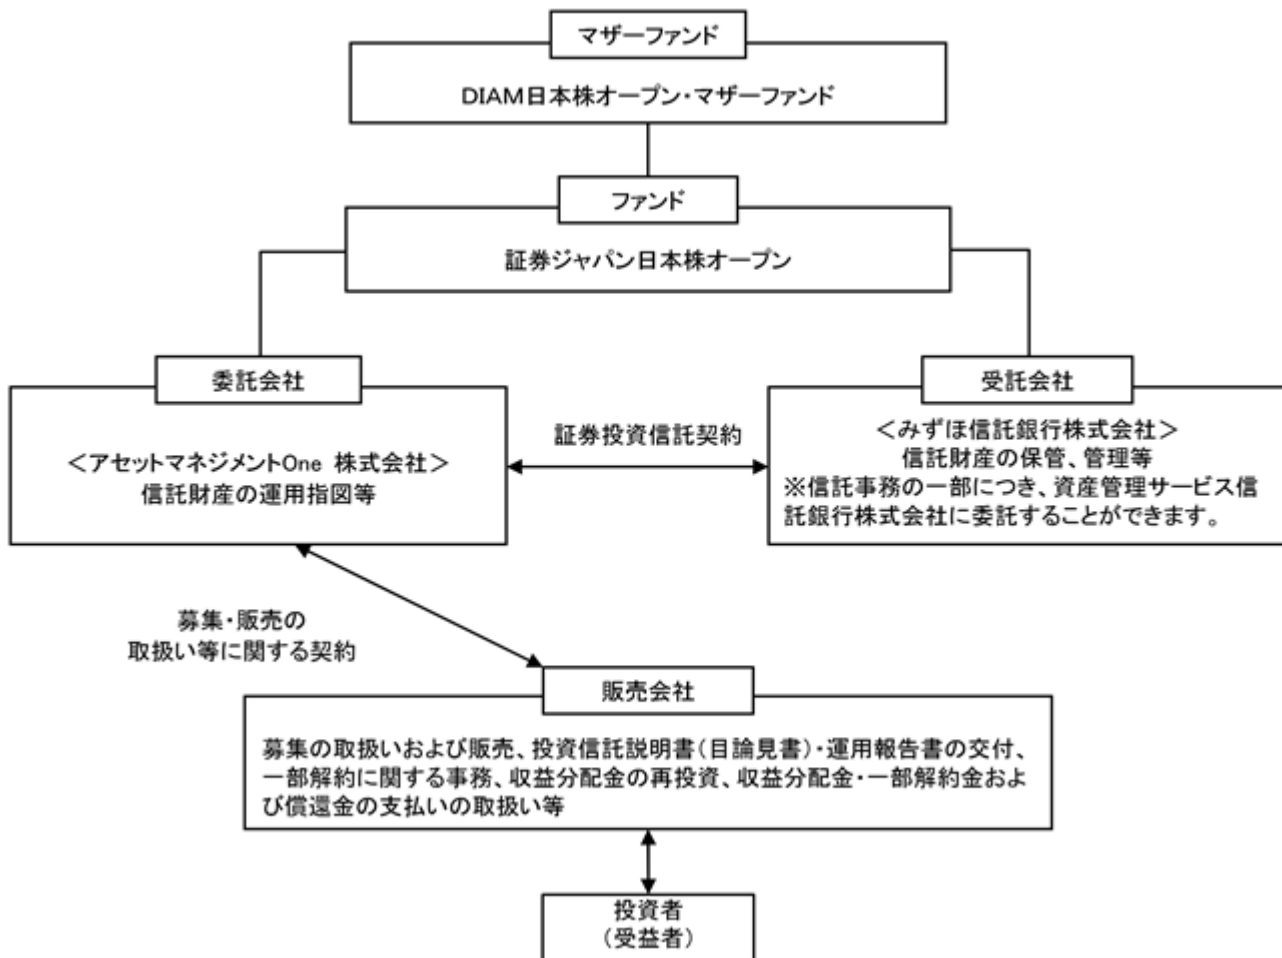 マザーファンド
DIAM日本株オープン・マザーファンド
ファンド
証券ジャパン日本株オープン
委託会社
＜アセットマネジメントOne 株式会社＞
信託財産の運用指図等
証券投資信託契約
受託会社
＜みずほ信託銀行株式会社＞
信託財産の保管、管理等
※信託事務の一部につき、資産管理サービス信
託銀行株式会社に委託することができます。
募集・販売の
取扱い等に関する契約
販売会社
募集の取扱いおよび販売、投資信託説明書（目論見書）・運用報告書の交付、
一部解約に関する事務、収益分配金の再投資、収益分配金・一部解約金およ
び償還金の支払いの取扱い等
投資者
（受益者）